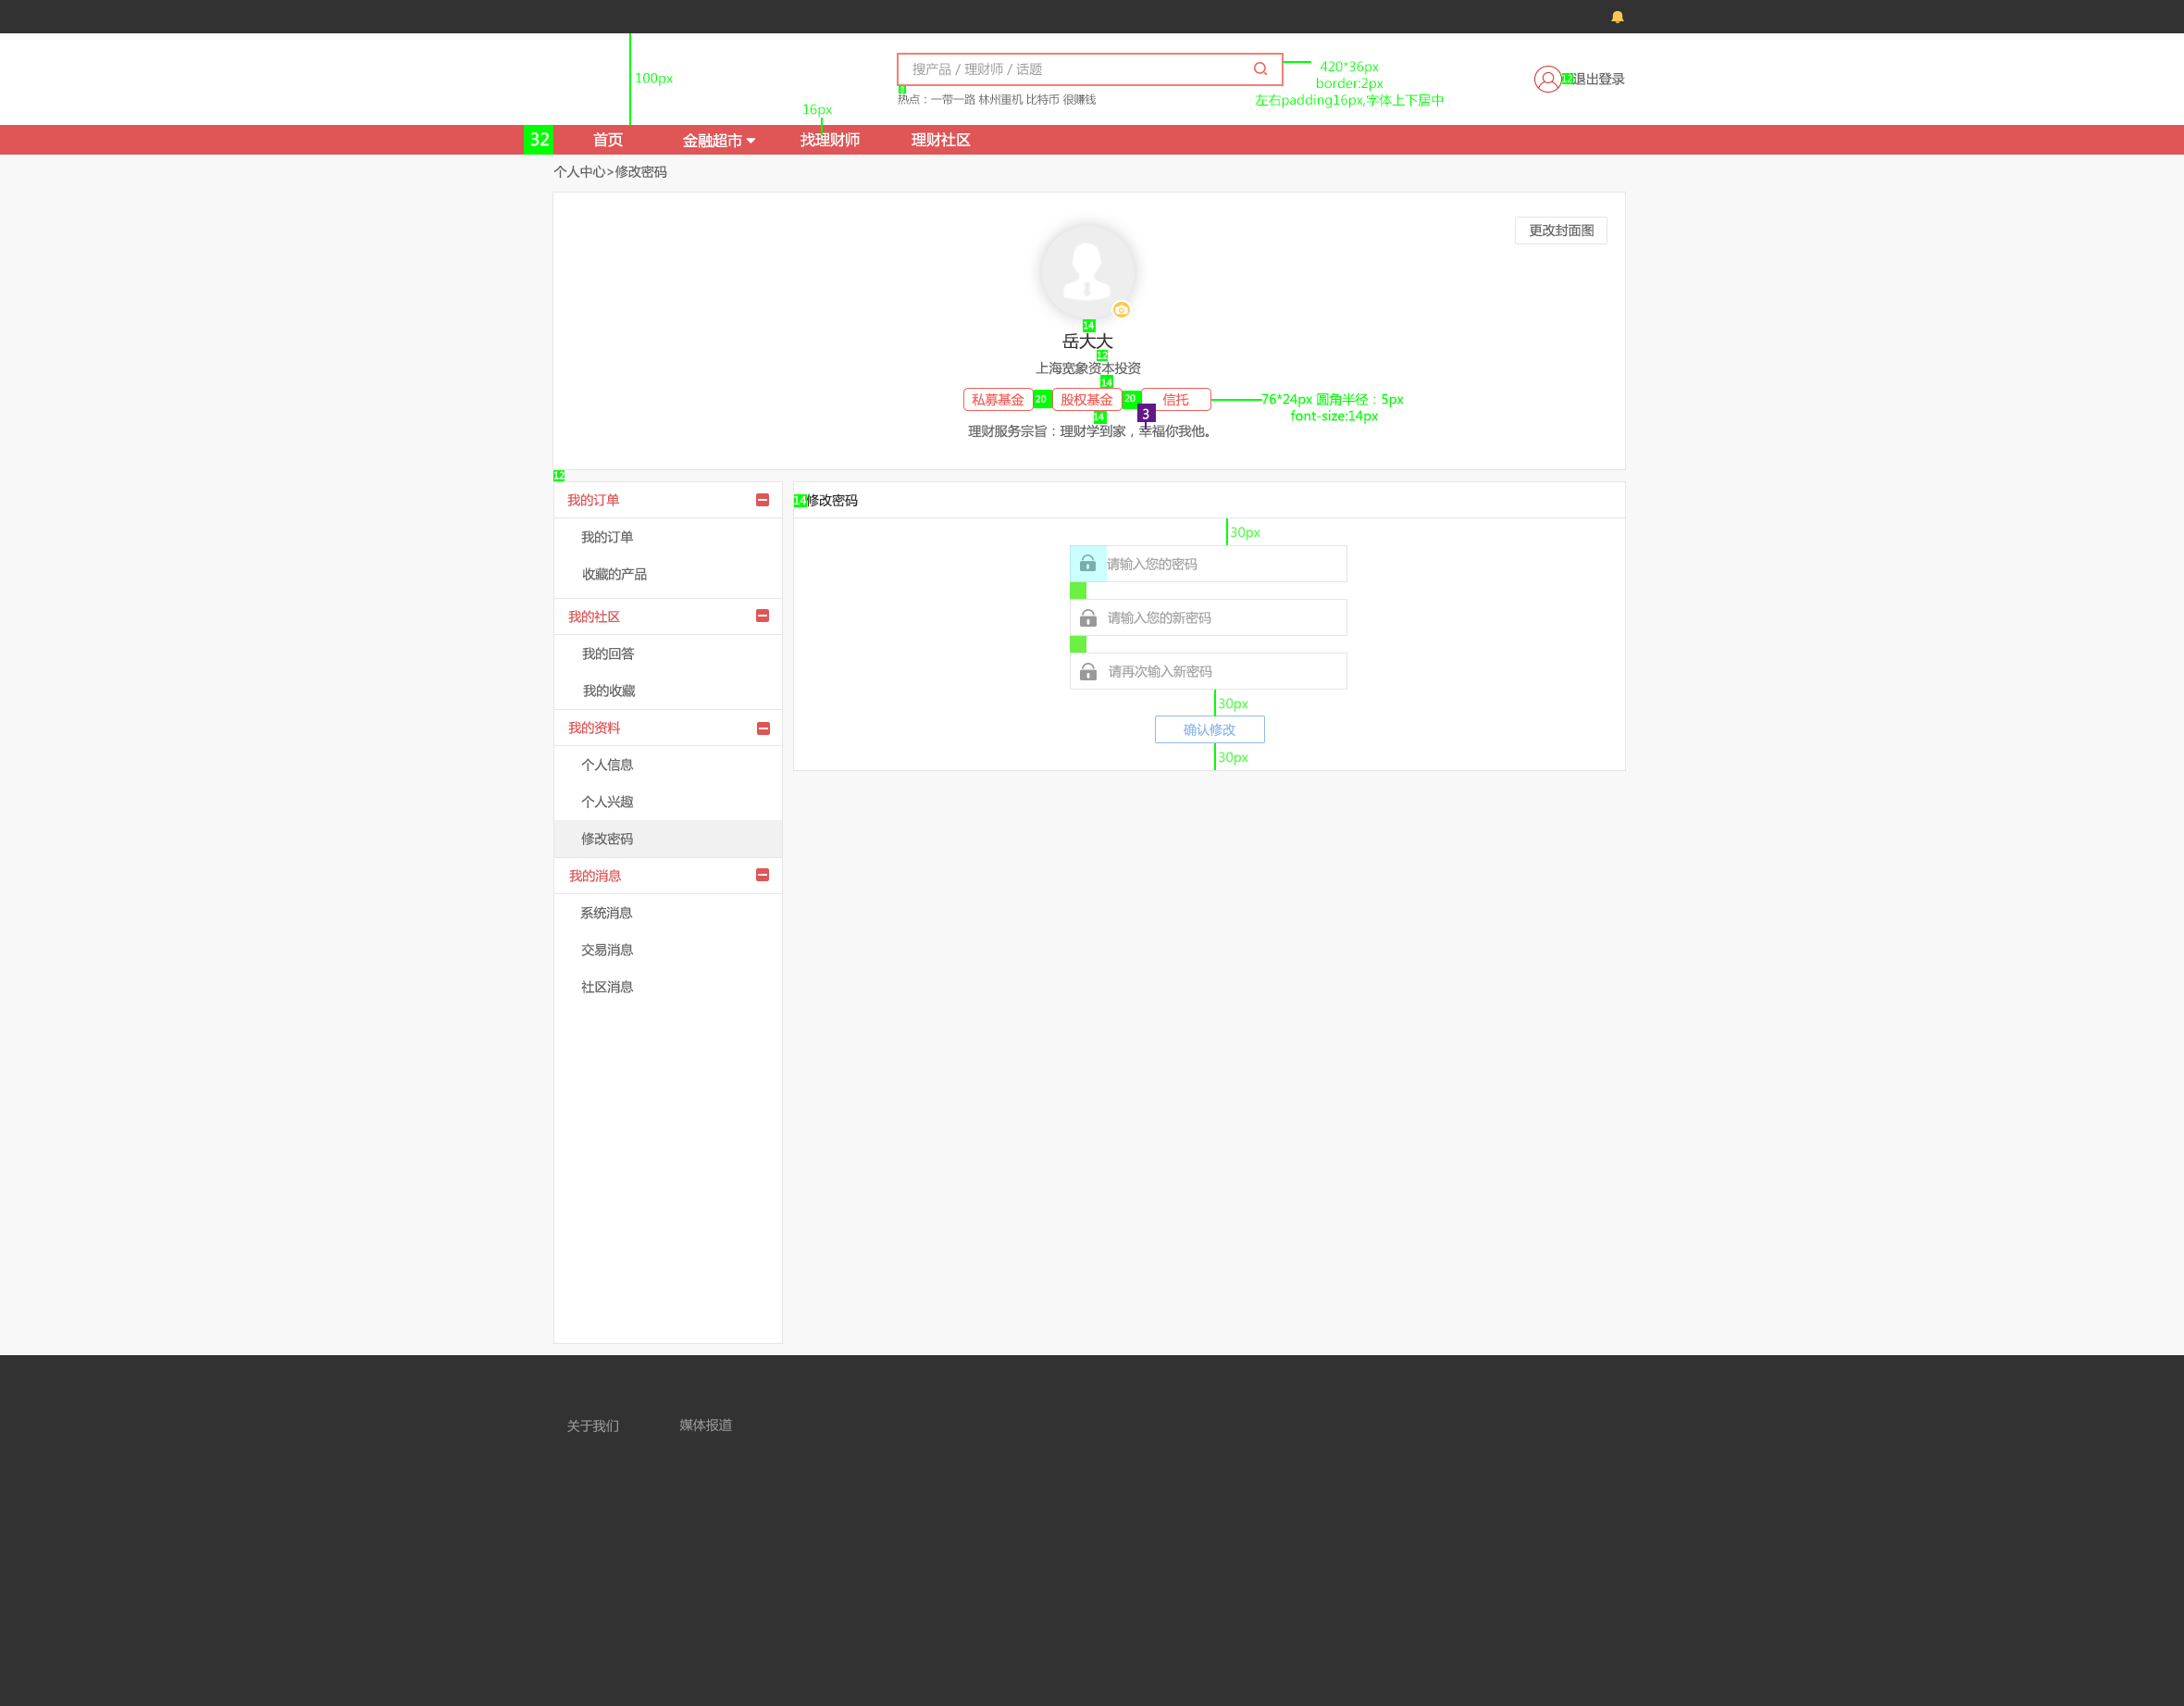 100px
搜产品 / 理财师 / 话题
420*36px
border:2px
左右padding16px,字体上下居中
12
退出登录
8
热点：一带一路 林州重机 比特币 很赚钱
16px
32
首页
金融超市
找理财师
理财社区
个人中心>修改密码
更改封面图
14
岳大大
12
上海宽象资本投资
14
私募基金
20
股权基金
20
信托
76*24px 圆角半径：5px
font-size:14px
3
14
理财服务宗旨：理财学到家，幸福你我他。
12
我的订单
我的订单
收藏的产品
我的社区
我的回答
我的收藏
我的资料
个人信息
个人兴趣
修改密码
我的消息
系统消息
交易消息
社区消息
14
修改密码
30px
请输入您的密码
请输入您的新密码
请再次输入新密码
30px
确认修改
30px
关于我们
媒体报道